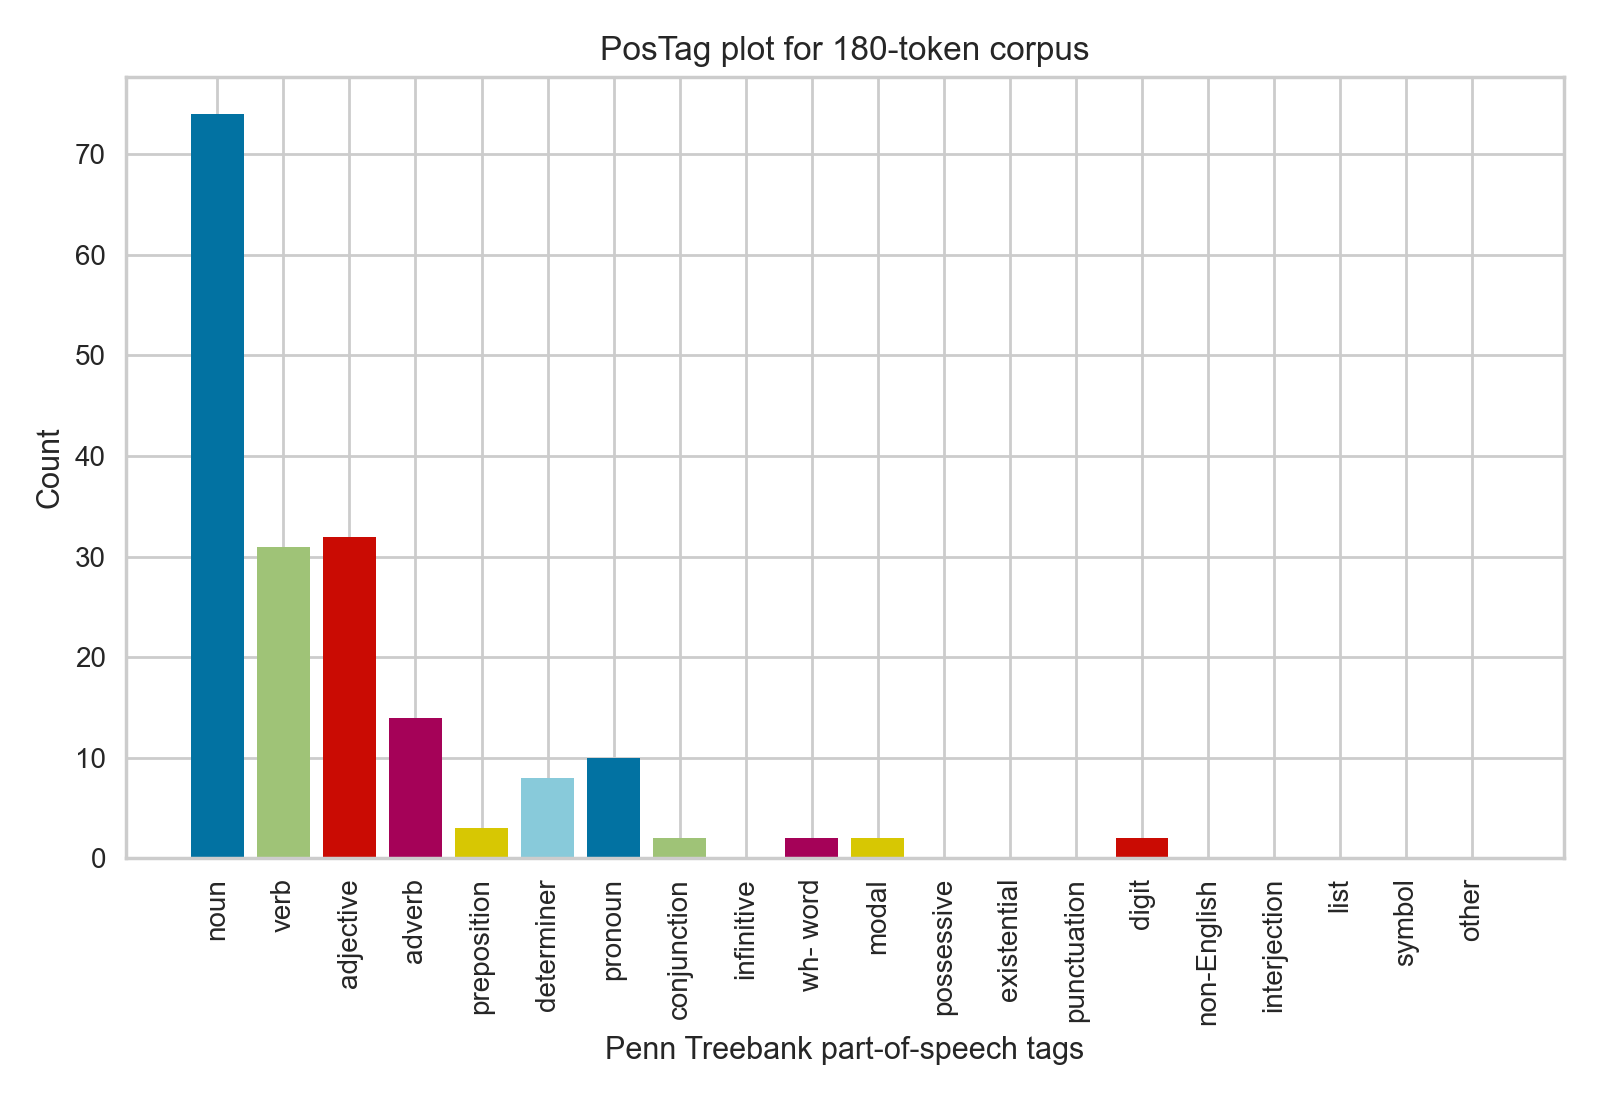 PosTag plot for 180-token corpus
70
60
50
40
30
20
10
0
Count
noun
verb
adjective
adverb
preposition
determiner
pronoun
conjunction
infinitive
wh- word
modal
possessive
existential
punctuation
digit
non-English
interjection
list
symbol
other
Penn Treebank part-of-speech tags